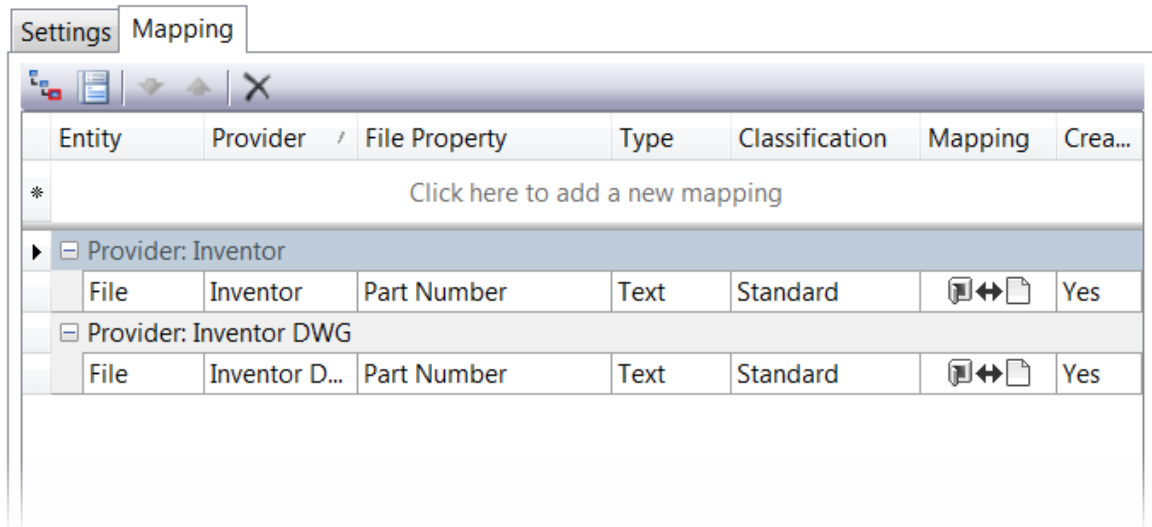 Settings Mapping
Entity Provider File Property Type Classification Mapping Crea...
Click here to add a new mapping
Provider: Inventor
File Inventor Part Number Text Standard Yes
Provider: Inventor DWG
File Inventor D... Part Number Text Standard Yes